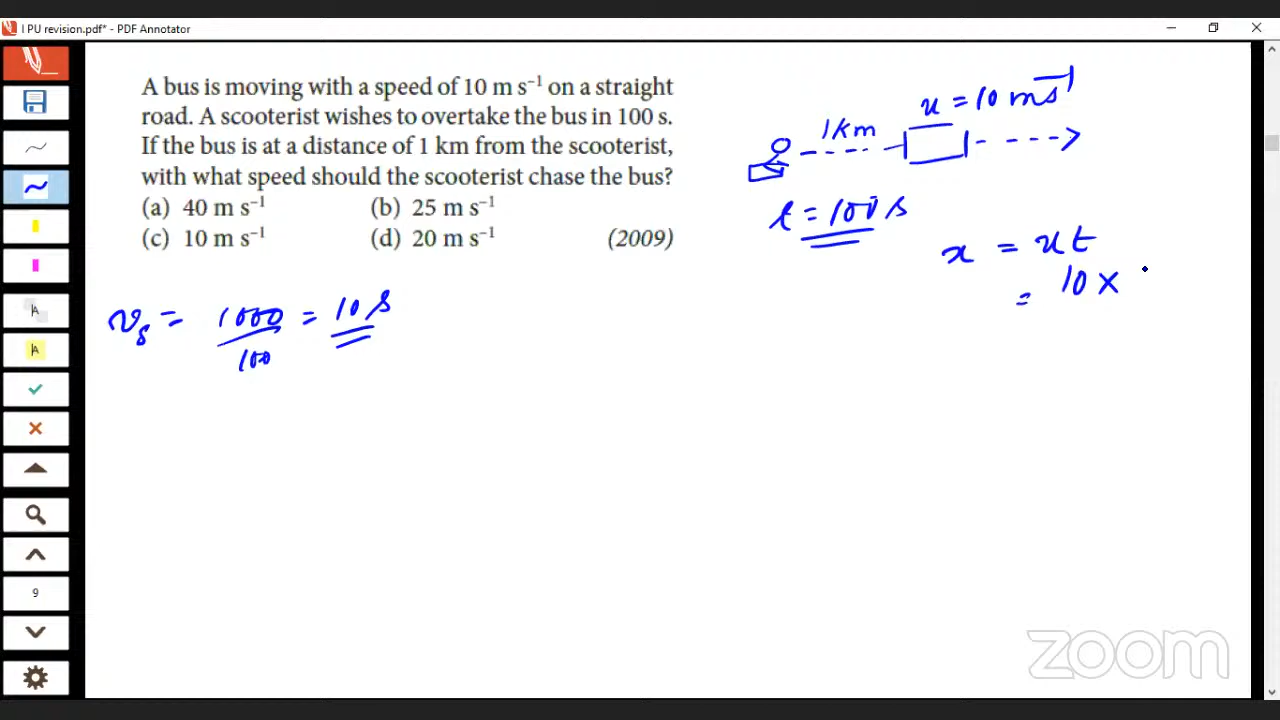 I PU revision.pdf* - PDF Annotator
A bus is moving with a speed of 10 m s⁻¹ on a straight
road. A scooterist wishes to overtake the bus in 100 s.
If the bus is at a distance of 1 km from the scooterist,
with what speed should the scooterist chase the bus?
(a) 40 m s⁻¹ (b) 25 m s⁻¹
(c) 10 m s⁻¹ (d) 20 m s⁻¹ (2009)
u = 10 ms⁻¹
1km
t = 100 s
x = ut
= 10 ×
v_s = 1000/100 = 10 s
A
A
9
zoom